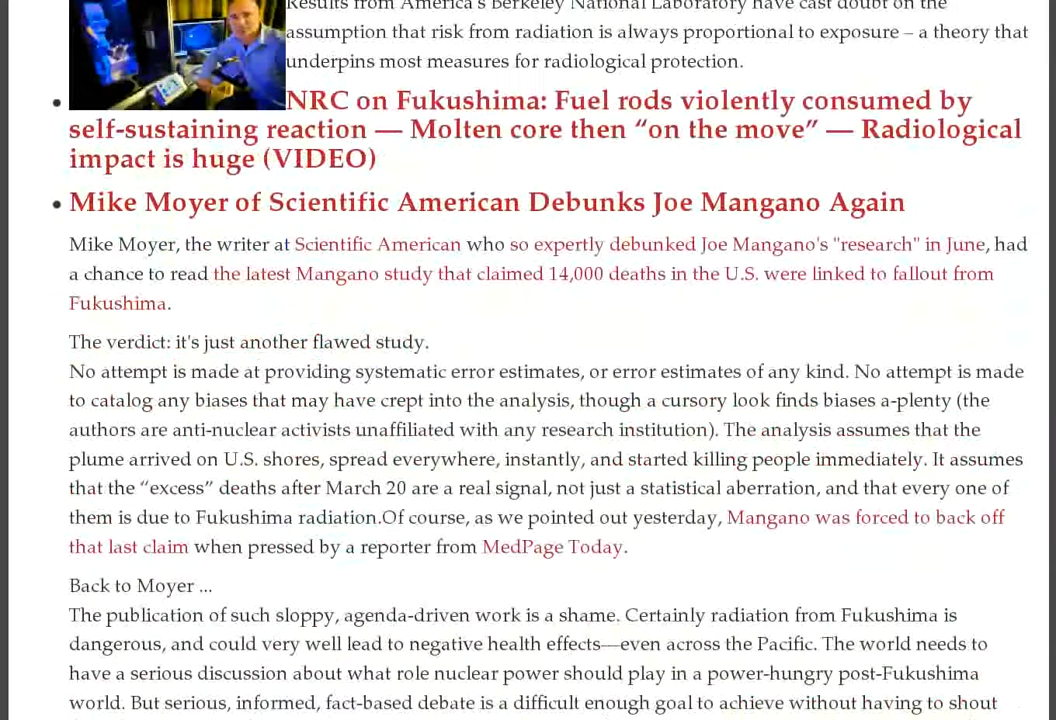 Results from America's Berkeley National Laboratory have cast doubt on the
assumption that risk from radiation is always proportional to exposure – a theory that
underpins most measures for radiological protection.
NRC on Fukushima: Fuel rods violently consumed by
self-sustaining reaction — Molten core then “on the move” — Radiological
impact is huge (VIDEO)
Mike Moyer of Scientific American Debunks Joe Mangano Again
Mike Moyer, the writer at Scientific American who so expertly debunked Joe Mangano's "research" in June, had
a chance to read the latest Mangano study that claimed 14,000 deaths in the U.S. were linked to fallout from
Fukushima.
The verdict: it's just another flawed study.
No attempt is made at providing systematic error estimates, or error estimates of any kind. No attempt is made
to catalog any biases that may have crept into the analysis, though a cursory look finds biases a-plenty (the
authors are anti-nuclear activists unaffiliated with any research institution). The analysis assumes that the
plume arrived on U.S. shores, spread everywhere, instantly, and started killing people immediately. It assumes
that the “excess” deaths after March 20 are a real signal, not just a statistical aberration, and that every one of
them is due to Fukushima radiation.Of course, as we pointed out yesterday, Mangano was forced to back off
that last claim when pressed by a reporter from MedPage Today.
Back to Moyer ...
The publication of such sloppy, agenda-driven work is a shame. Certainly radiation from Fukushima is
dangerous, and could very well lead to negative health effects—even across the Pacific. The world needs to
have a serious discussion about what role nuclear power should play in a power-hungry post-Fukushima
world. But serious, informed, fact-based debate is a difficult enough goal to achieve without having to shout